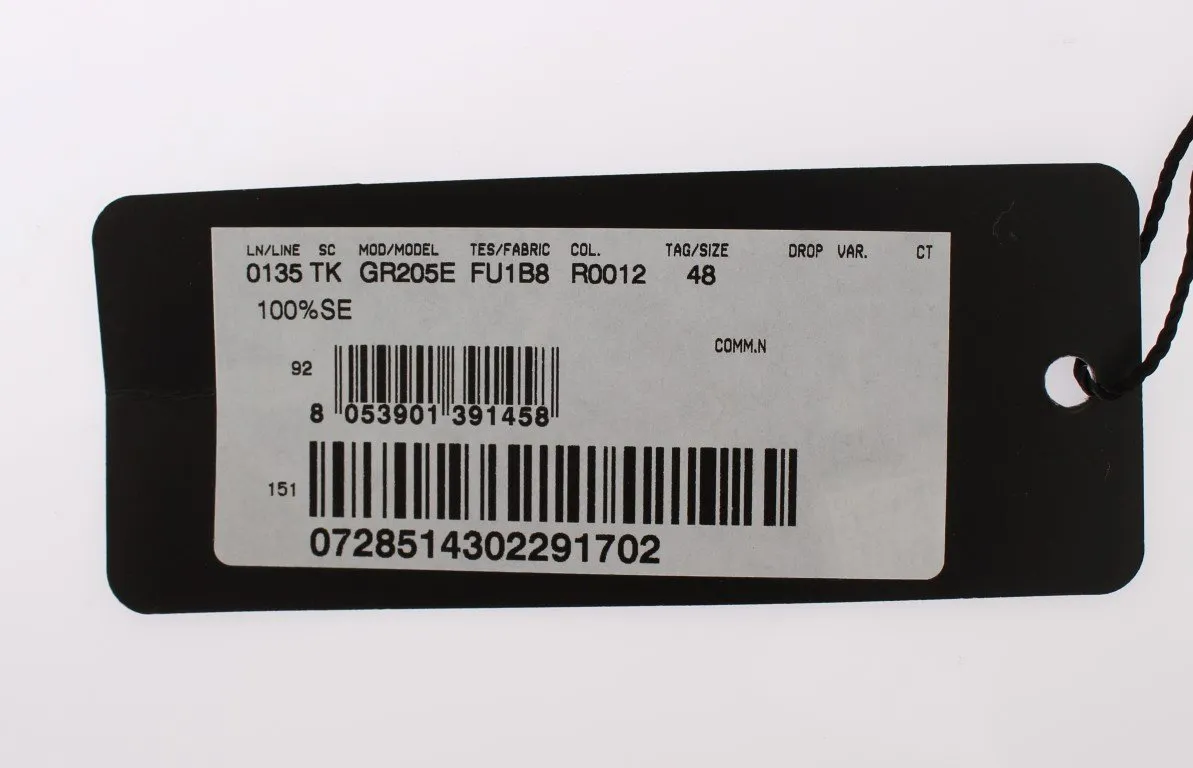 LN/LINE SC MOD/MODEL TES/FABRIC COL. TAG/SIZE DROP VAR. CT
0135 TK GR205E FU1B8 R0012 48
100%SE
COMM.N
92
8 053901 391458
151
0728514302291702